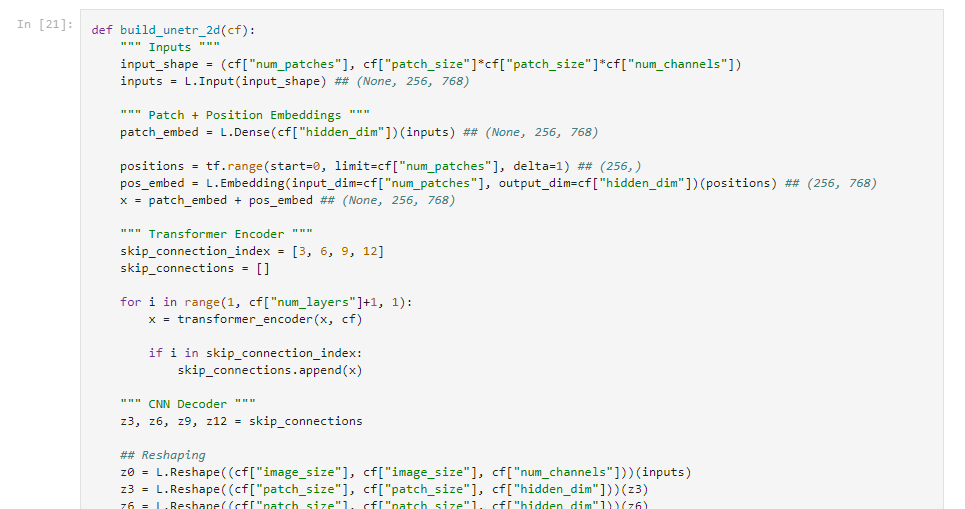 In [21]:
def build_unetr_2d(cf):
    """ Inputs """
    input_shape = (cf["num_patches"], cf["patch_size"]*cf["patch_size"]*cf["num_channels"])
    inputs = L.Input(input_shape) ## (None, 256, 768)

    """ Patch + Position Embeddings """
    patch_embed = L.Dense(cf["hidden_dim"])(inputs) ## (None, 256, 768)

    positions = tf.range(start=0, limit=cf["num_patches"], delta=1) ## (256,)
    pos_embed = L.Embedding(input_dim=cf["num_patches"], output_dim=cf["hidden_dim"])(positions) ## (256, 768)
    x = patch_embed + pos_embed ## (None, 256, 768)

    """ Transformer Encoder """
    skip_connection_index = [3, 6, 9, 12]
    skip_connections = []

    for i in range(1, cf["num_layers"]+1, 1):
        x = transformer_encoder(x, cf)

        if i in skip_connection_index:
            skip_connections.append(x)

    """ CNN Decoder """
    z3, z6, z9, z12 = skip_connections

    ## Reshaping
    z0 = L.Reshape((cf["image_size"], cf["image_size"], cf["num_channels"]))(inputs)
    z3 = L.Reshape((cf["patch_size"], cf["patch_size"], cf["hidden_dim"]))(z3)
    z6 = L.Reshape((cf["patch_size"], cf["patch_size"], cf["hidden_dim"]))(z6)